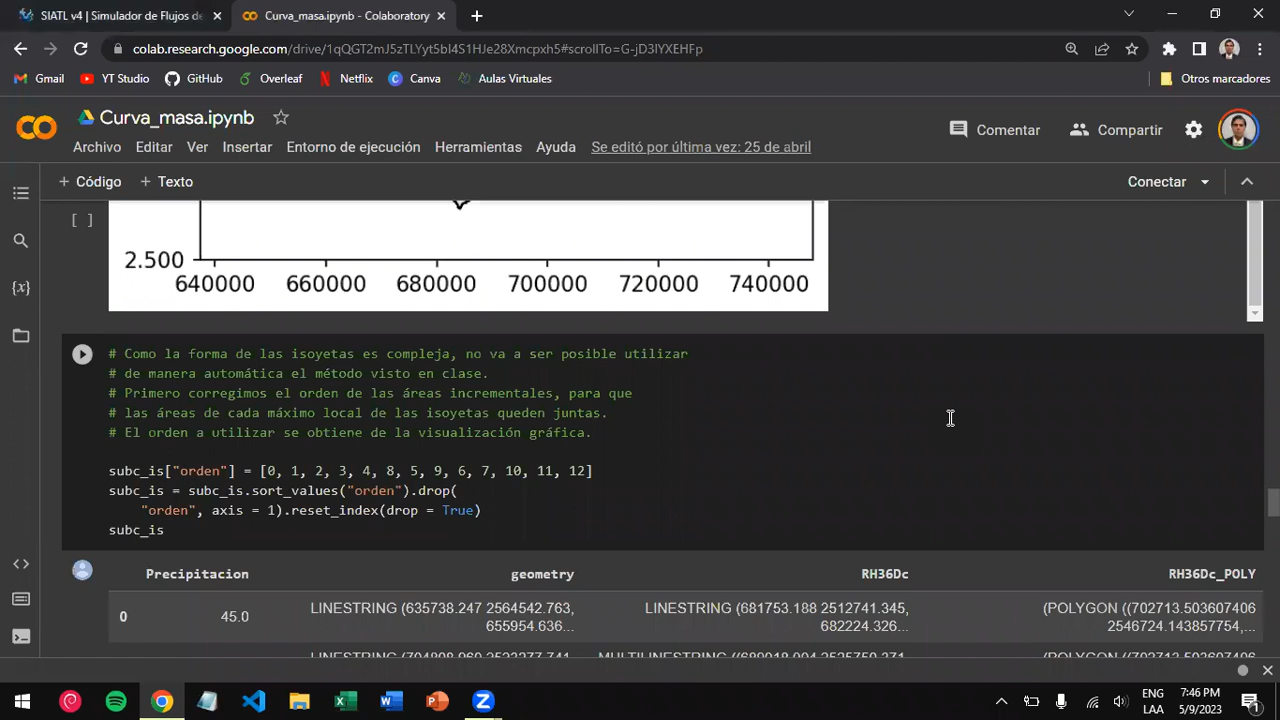 SIATL v4 | Simulador de Flujos de
Curva_masa.ipynb - Colaboratory
colab.research.google.com/drive/1qQGT2mJ5zTLYyt5bI4S1HJe28Xmcpxh5#scrollTo=G-jD3lYXEHFp
Gmail
YT Studio
GitHub
Overleaf
Netflix
Canva
Aulas Virtuales
Otros marcadores
Curva_masa.ipynb
Comentar
Compartir
Archivo Editar Ver Insertar Entorno de ejecución Herramientas Ayuda Se editó por última vez: 25 de abril
+ Código + Texto
Conectar
[ ]
2.500
640000 660000 680000 700000 720000 740000
# Como la forma de las isoyetas es compleja, no va a ser posible utilizar
# de manera automática el método visto en clase.
# Primero corregimos el orden de las áreas incrementales, para que
# las áreas de cada máximo local de las isoyetas queden juntas.
# El orden a utilizar se obtiene de la visualización gráfica.
subc_is["orden"] = [0, 1, 2, 3, 4, 8, 5, 9, 6, 7, 10, 11, 12]
subc_is = subc_is.sort_values("orden").drop(
"orden", axis = 1).reset_index(drop = True)
subc_is
Precipitacion geometry RH36Dc RH36Dc_POLY
0 45.0 LINESTRING (635738.247 2564542.763, LINESTRING (681753.188 2512741.345, (POLYGON ((702713.503607406
655954.636... 682224.326... 2546724.143857754,...
ENG
LAA
7:46 PM
5/9/2023